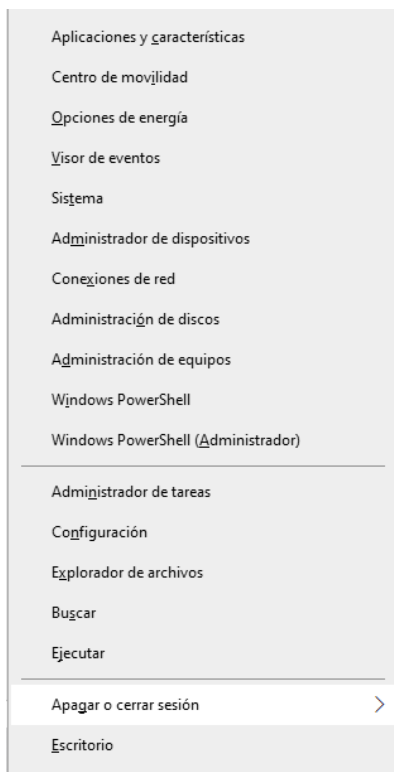 Aplicaciones y características
Centro de movilidad
Opciones de energía
Visor de eventos
Sistema
Administrador de dispositivos
Conexiones de red
Administración de discos
Administración de equipos
Windows PowerShell
Windows PowerShell (Administrador)
Administrador de tareas
Configuración
Explorador de archivos
Buscar
Ejecutar
Apagar o cerrar sesión
Escritorio